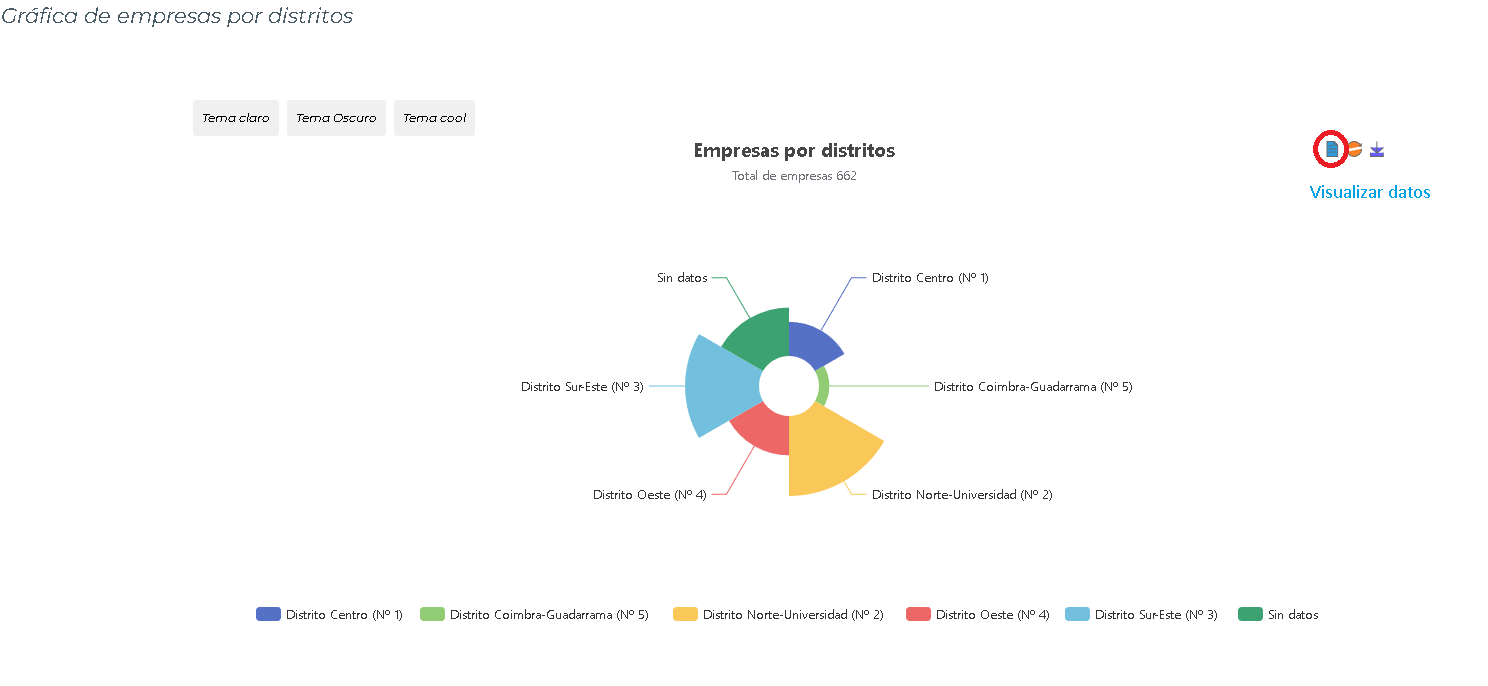 Gráfica de empresas por distritos
Tema claro
Tema Oscuro
Tema cool
Empresas por distritos
Total de empresas 662
Visualizar datos
Sin datos
Distrito Centro (Nº 1)
Distrito Sur-Este (Nº 3)
Distrito Coimbra-Guadarrama (Nº 5)
Distrito Oeste (Nº 4)
Distrito Norte-Universidad (Nº 2)
Distrito Centro (Nº 1)
Distrito Coimbra-Guadarrama (Nº 5)
Distrito Norte-Universidad (Nº 2)
Distrito Oeste (Nº 4)
Distrito Sur-Este (Nº 3)
Sin datos